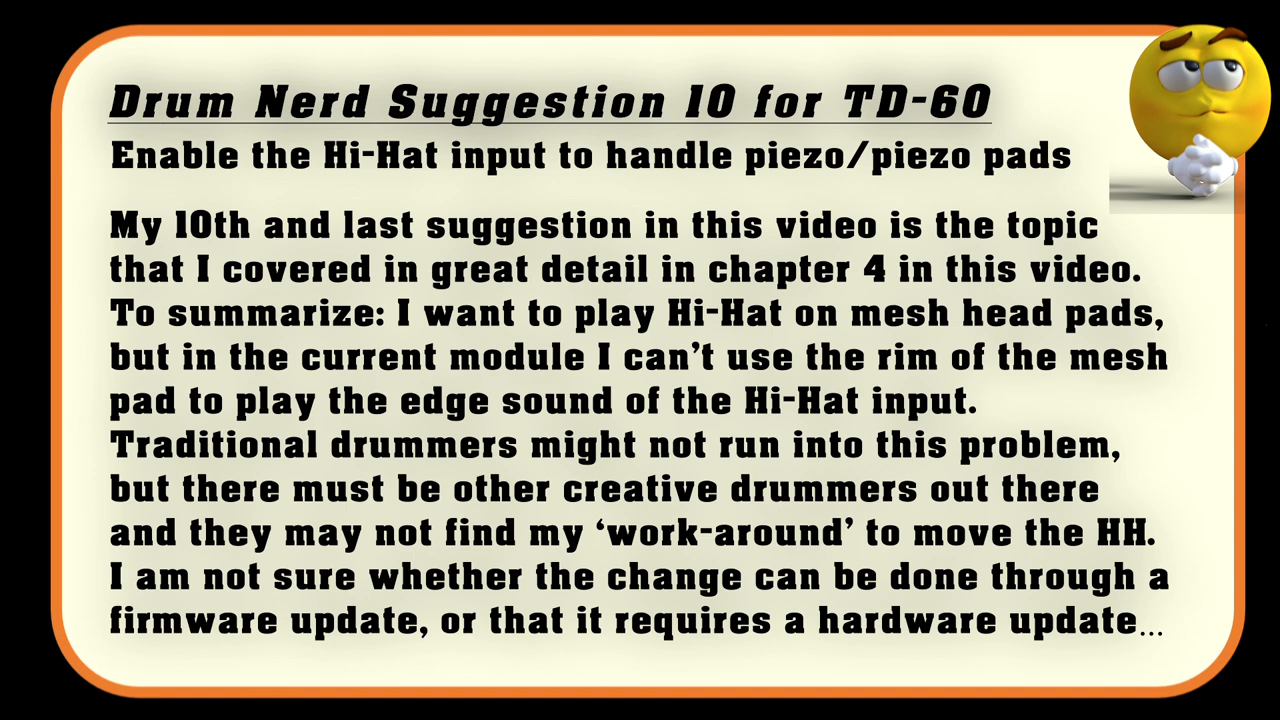 Drum Nerd Suggestion 10 for TD-60
Enable the Hi-Hat input to handle piezo/piezo pads
My 10th and last suggestion in this video is the topic
that I covered in great detail in chapter 4 in this video.
To summarize: I want to play Hi-Hat on mesh head pads,
but in the current module I can’t use the rim of the mesh
pad to play the edge sound of the Hi-Hat input.
Traditional drummers might not run into this problem,
but there must be other creative drummers out there
and they may not find my ‘work-around’ to move the HH.
I am not sure whether the change can be done through a
firmware update, or that it requires a hardware update...